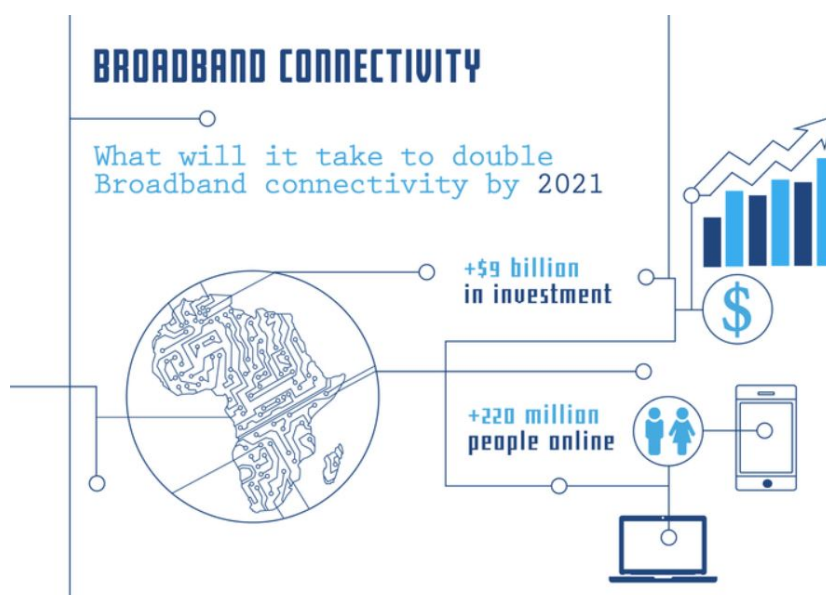 BROADBAND CONNECTIVITY
What will it take to double
Broadband connectivity by 2021
+$9 billion
in investment
$
+220 million
people online